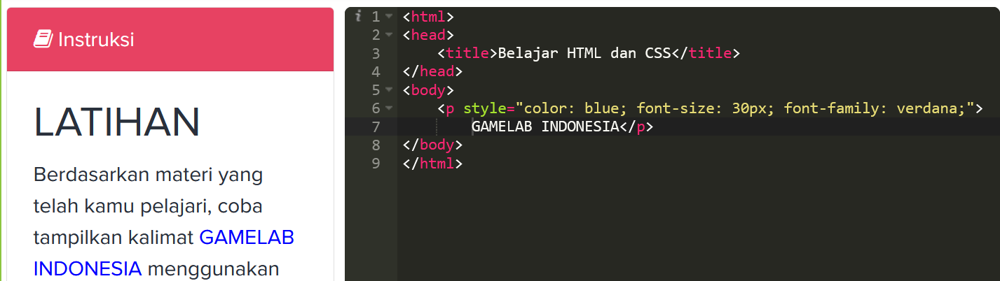 Instruksi
LATIHAN
Berdasarkan materi yang
telah kamu pelajari, coba
tampilkan kalimat GAMELAB
INDONESIA menggunakan
i 1 <html>
2 <head>
3     <title>Belajar HTML dan CSS</title>
4 </head>
5 <body>
6     <p style="color: blue; font-size: 30px; font-family: verdana;">
7         GAMELAB INDONESIA</p>
8 </body>
9 </html>